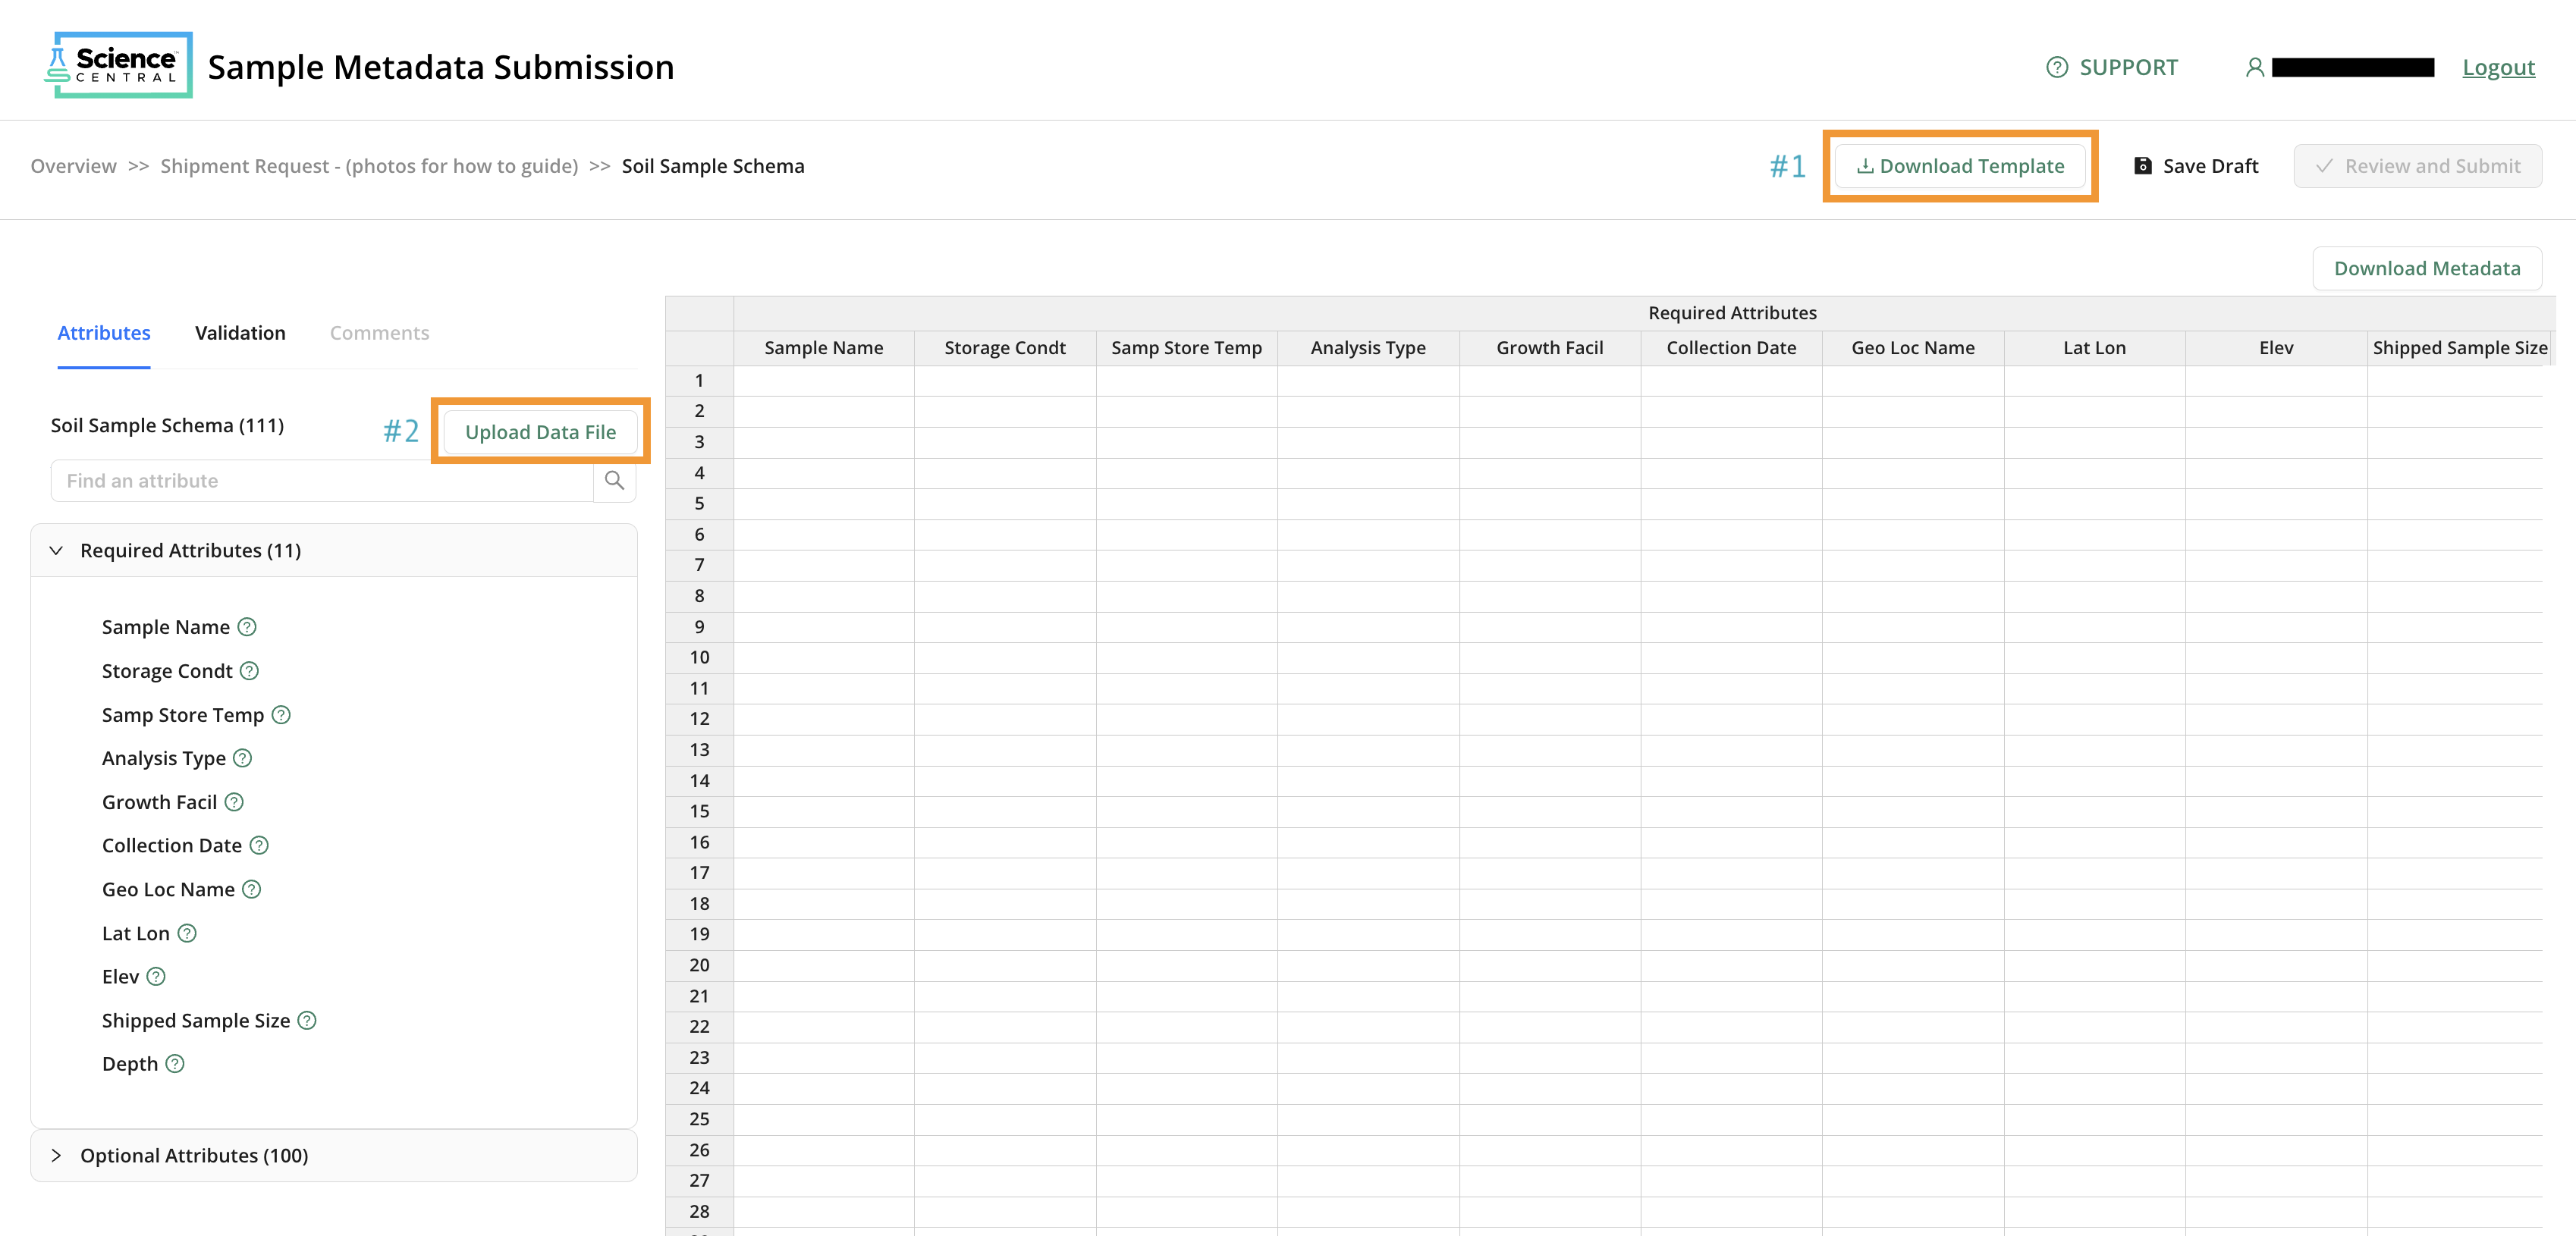 Science™
CENTRAL
Sample Metadata Submission
SUPPORT
Logout
Overview >> Shipment Request - (photos for how to guide) >> Soil Sample Schema
#1
Download Template
Save Draft
Review and Submit
Download Metadata
Attributes
Validation
Comments
Soil Sample Schema (111)
#2
Upload Data File
Find an attribute
Required Attributes (11)
Sample Name
Storage Condt
Samp Store Temp
Analysis Type
Growth Facil
Collection Date
Geo Loc Name
Lat Lon
Elev
Shipped Sample Size
Depth
Optional Attributes (100)
Required Attributes
Sample Name Storage Condt Samp Store Temp Analysis Type Growth Facil Collection Date Geo Loc Name Lat Lon Elev Shipped Sample Size
1
2
3
4
5
6
7
8
9
10
11
12
13
14
15
16
17
18
19
20
21
22
23
24
25
26
27
28